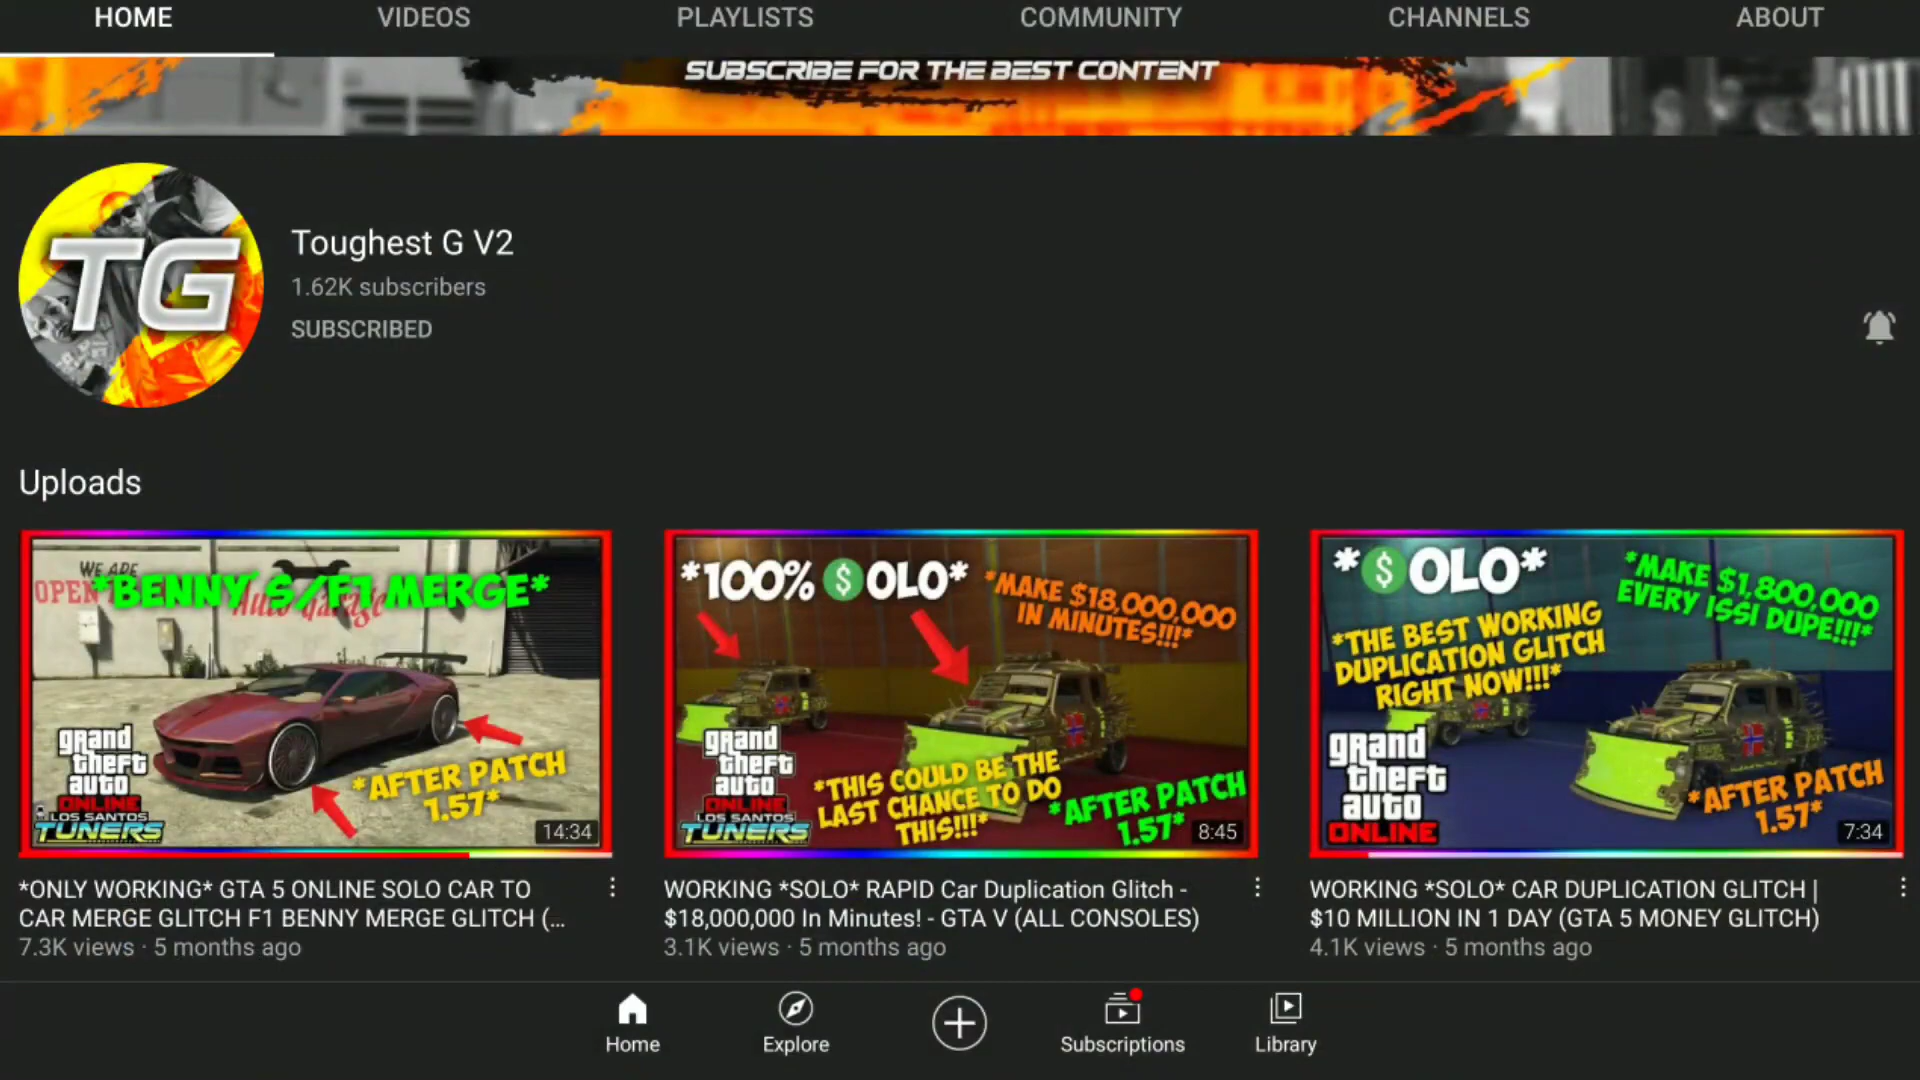 HOME VIDEOS PLAYLISTS COMMUNITY CHANNELS ABOUT
SUBSCRIBE FOR THE BEST CONTENT
TG
Toughest G V2
1.62K subscribers
SUBSCRIBED
Uploads
WE ARE
OPEN
*BENNY'S/F1 MERGE*
Auto Garage
grand
theft
auto
ONLINE
LOS SANTOS
TUNERS
*AFTER PATCH
1.57*
14:34
*100% $OLO*
*MAKE $18,000,000
IN MINUTES!!!*
grand
theft
auto
ONLINE
LOS SANTOS
TUNERS
*THIS COULD BE THE
LAST CHANCE TO DO
THIS!!!*
*AFTER PATCH
1.57*
8:45
*$OLO*
*MAKE $1,800,000
EVERY ISSI DUPE!!!*
*THE BEST WORKING
DUPLICATION GLITCH
RIGHT NOW!!!*
grand
theft
auto
ONLINE
*AFTER PATCH
1.57*
7:34
*ONLY WORKING* GTA 5 ONLINE SOLO CAR TO
CAR MERGE GLITCH F1 BENNY MERGE GLITCH (...
7.3K views · 5 months ago
WORKING *SOLO* RAPID Car Duplication Glitch -
$18,000,000 In Minutes! - GTA V (ALL CONSOLES)
3.1K views · 5 months ago
WORKING *SOLO* CAR DUPLICATION GLITCH |
$10 MILLION IN 1 DAY (GTA 5 MONEY GLITCH)
4.1K views · 5 months ago
Home Explore Subscriptions Library